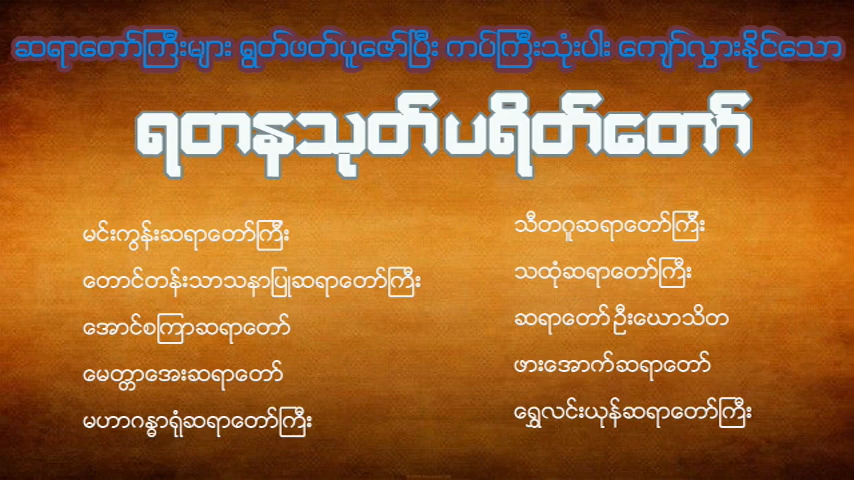 ဆရာတော်ကြီးများ ရွတ်ဖတ်ပူဇော်ပြီး ကပ်ကြီးသုံးပါး ကျော်လွှားနိုင်သော
ရတနသုတ်ပရိတ်တော်
မင်းကွန်းဆရာတော်ကြီး
တောင်တန်းသာသနာပြုဆရာတော်ကြီး
အောင်စကြာဆရာတော်
မေတ္တာအေးဆရာတော်
မဟာဂန္ဓာရုံဆရာတော်ကြီး
သီတဂူဆရာတော်ကြီး
သထုံဆရာတော်ကြီး
ဆရာတော်ဦးဃောသိတ
ဖားအောက်ဆရာတော်
ရွှေလင်းယုန်ဆရာတော်ကြီး